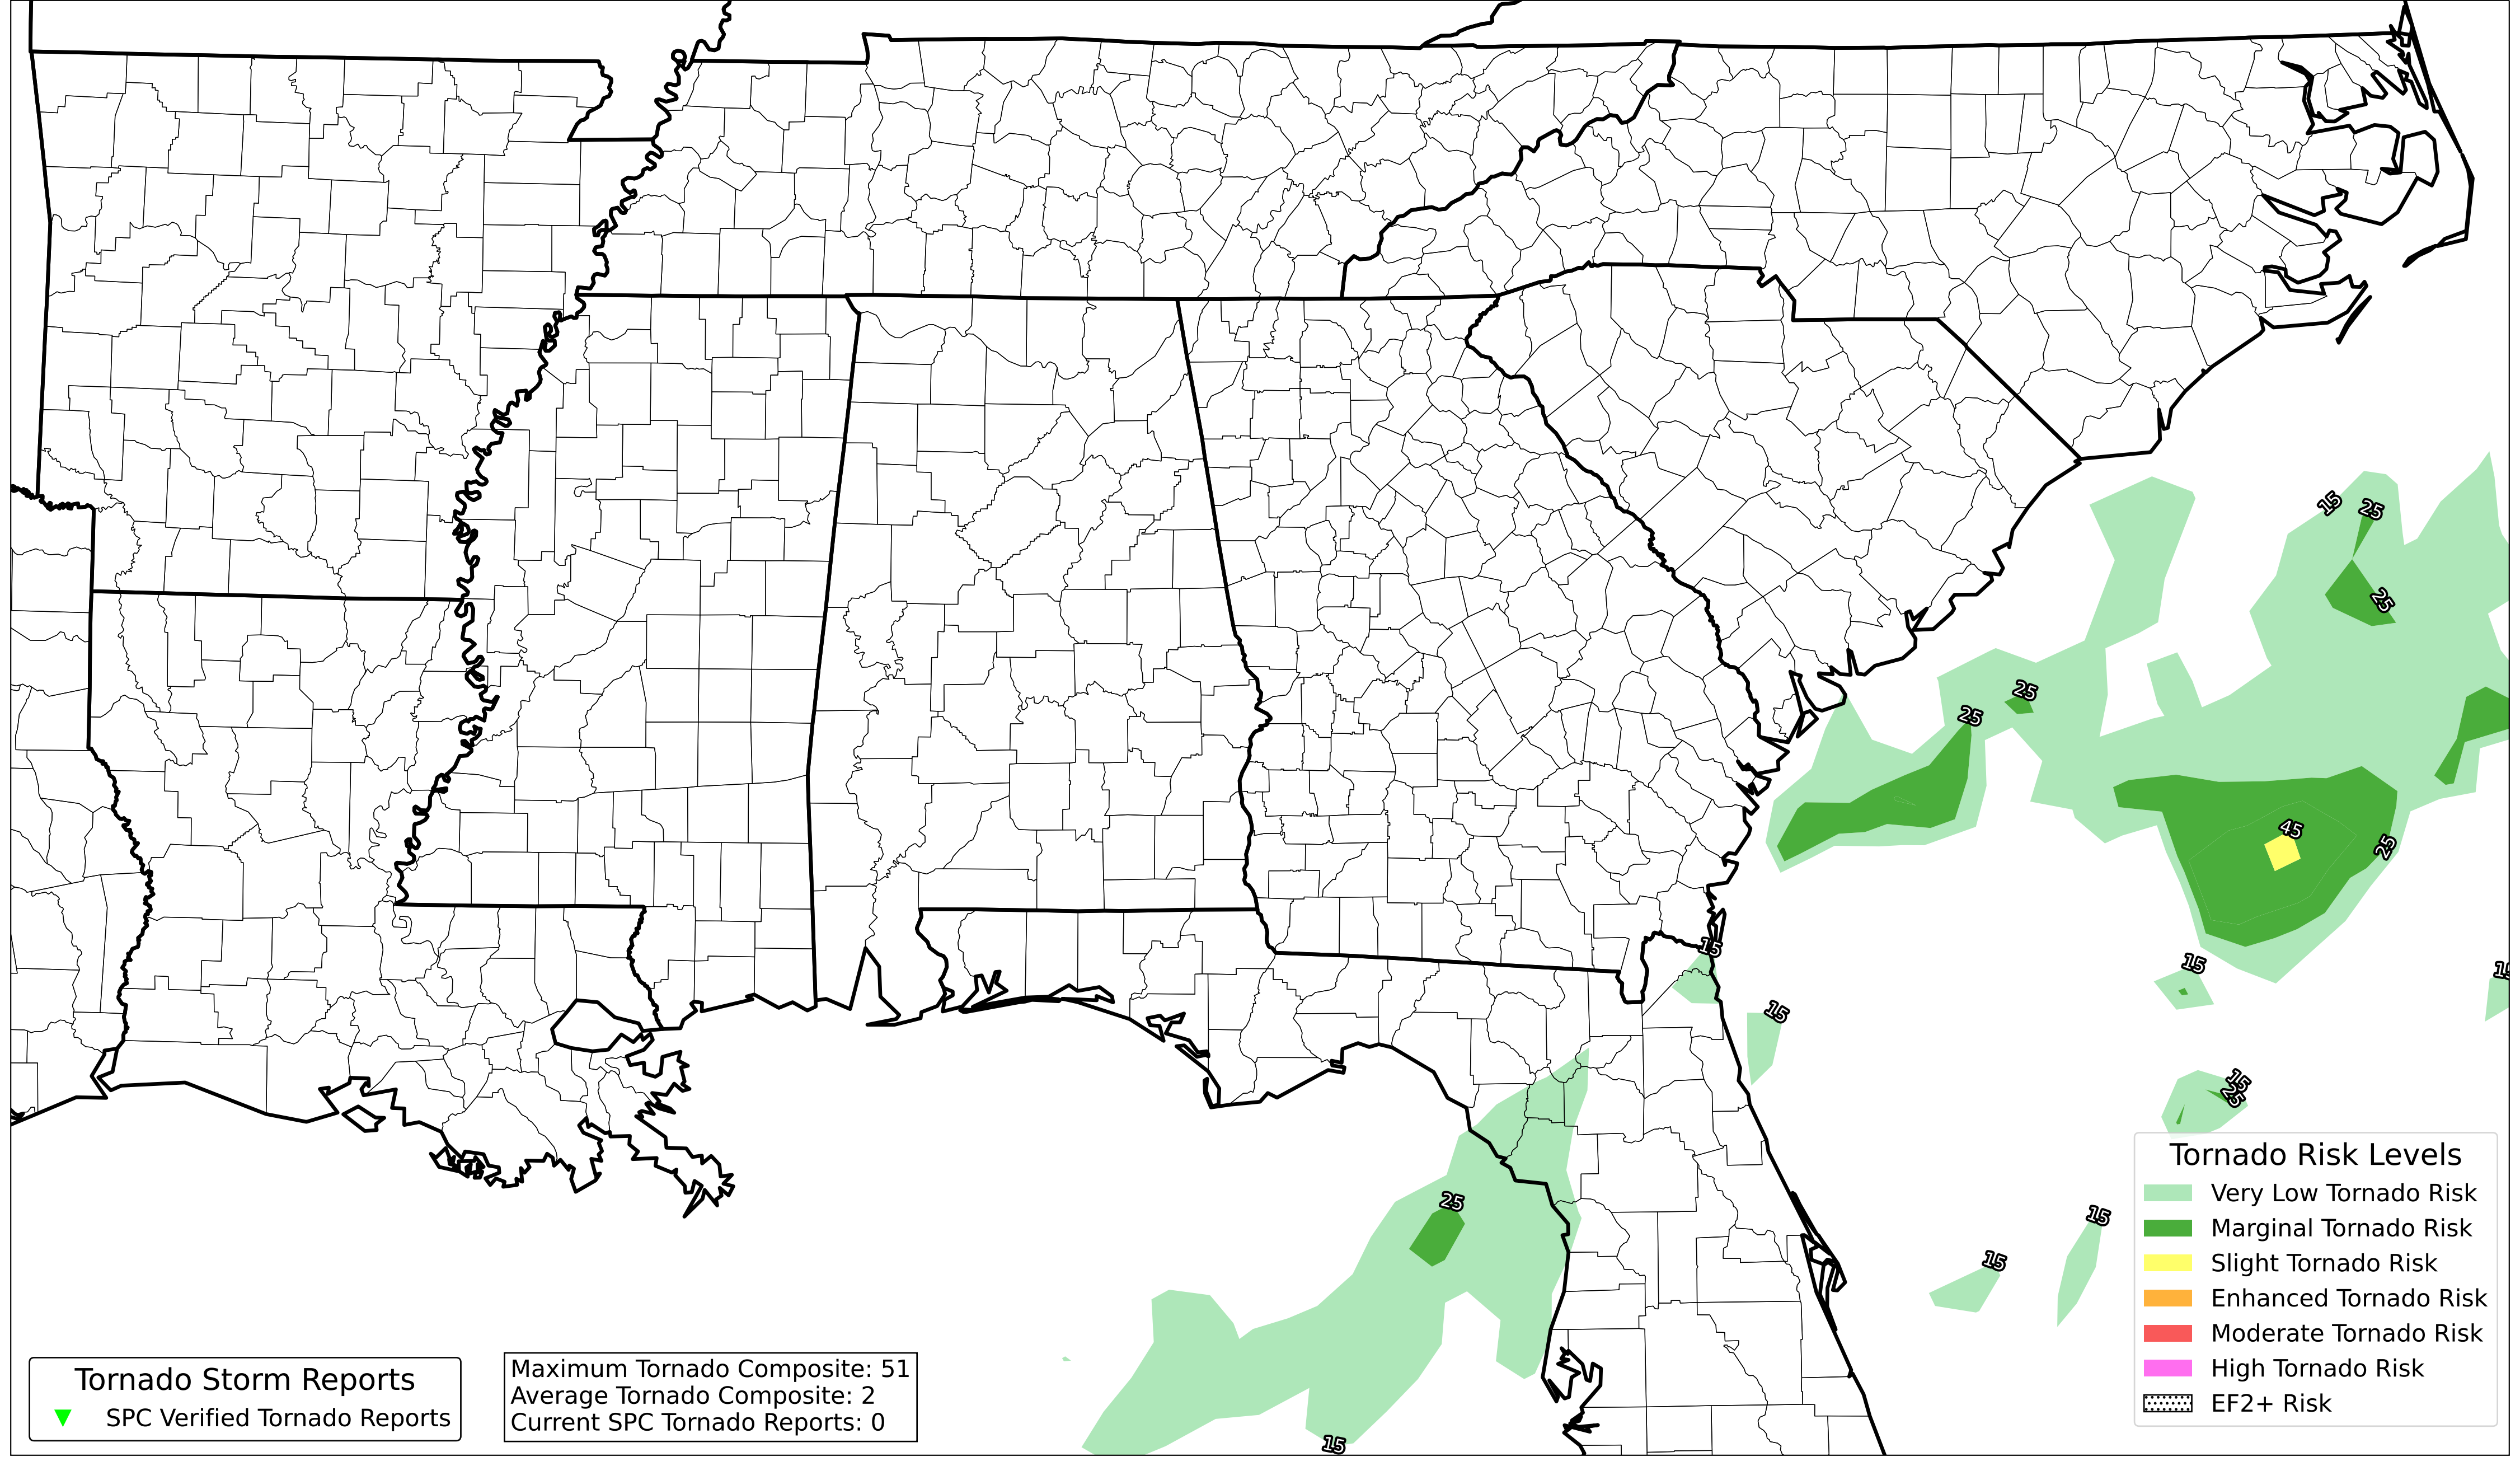 15
25
25
25
25
45
25
15
15
15
15
15
25
25
15
15
15
Tornado Risk Levels
Very Low Tornado Risk
Marginal Tornado Risk
Slight Tornado Risk
Enhanced Tornado Risk
Moderate Tornado Risk
High Tornado Risk
EF2+ Risk
Tornado Storm Reports
SPC Verified Tornado Reports
Maximum Tornado Composite: 51
Average Tornado Composite: 2
Current SPC Tornado Reports: 0